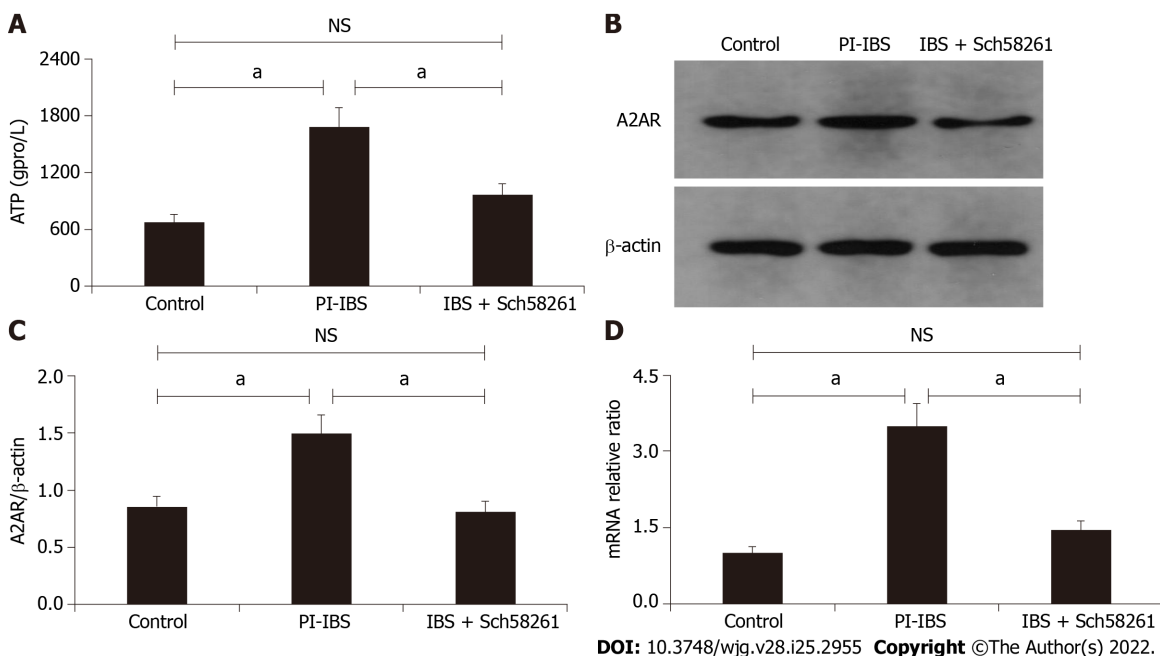 A
NS
a
a
2400
1800
1200
600
0
ATP (gpro/L)
Control
PI-IBS
IBS + Sch58261
B
Control
PI-IBS
IBS + Sch58261
A2AR
β-actin
C
NS
a
a
2.0
1.5
1.0
0.5
0.0
A2AR/β-actin
Control
PI-IBS
IBS + Sch58261
D
NS
a
a
4.5
3.0
1.5
0.0
mRNA relative ratio
Control
PI-IBS
IBS + Sch58261
DOI: 10.3748/wjg.v28.i25.2955 Copyright ©The Author(s) 2022.